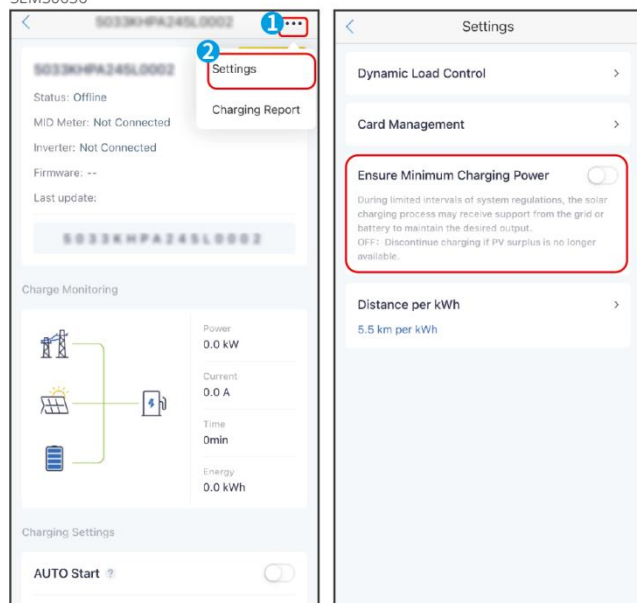 1 ...
5033KHPA245L0002
2
5033KHPA245L0002
Settings
Status: Offline
Charging Report
MID Meter: Not Connected
Inverter: Not Connected
Firmware: --
Last update:
5033KHPA245L0002
Charge Monitoring
Power
0.0 kW
Current
0.0 A
Time
0min
Energy
0.0 kWh
Charging Settings
AUTO Start ?
Settings
Dynamic Load Control
Card Management
Ensure Minimum Charging Power
During limited intervals of system regulations, the solar
charging process may receive support from the grid or
battery to maintain the desired output.
OFF: Discontinue charging if PV surplus is no longer
available.
Distance per kWh
5.5 km per kWh